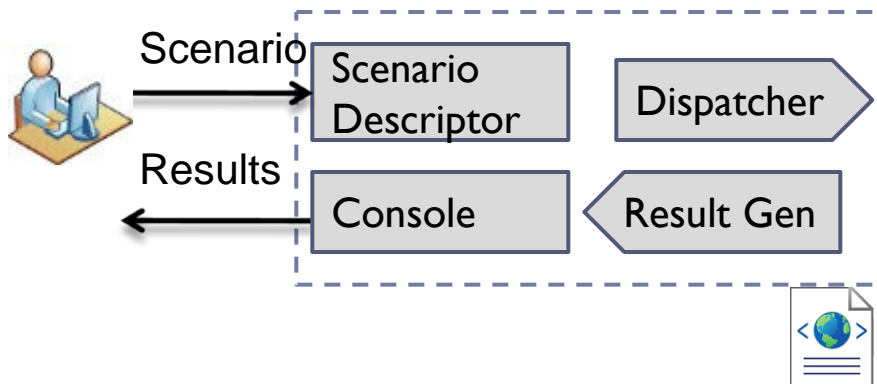 Scenario
Scenario
Descriptor
Dispatcher
Results
Console
Result Gen